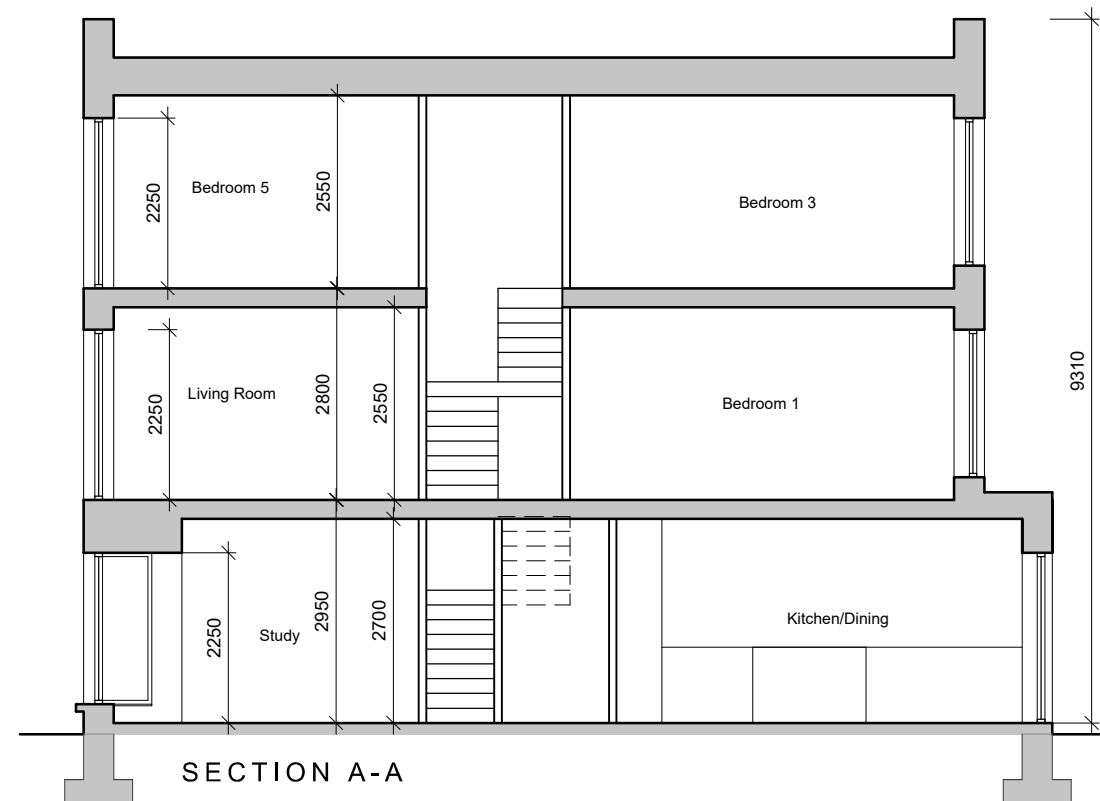 2250
Bedroom 5
2550
Bedroom 3
9310
2250
Living Room
2800
2550
Bedroom 1
2250
Study
2950
2700
Kitchen/Dining
SECTION A-A